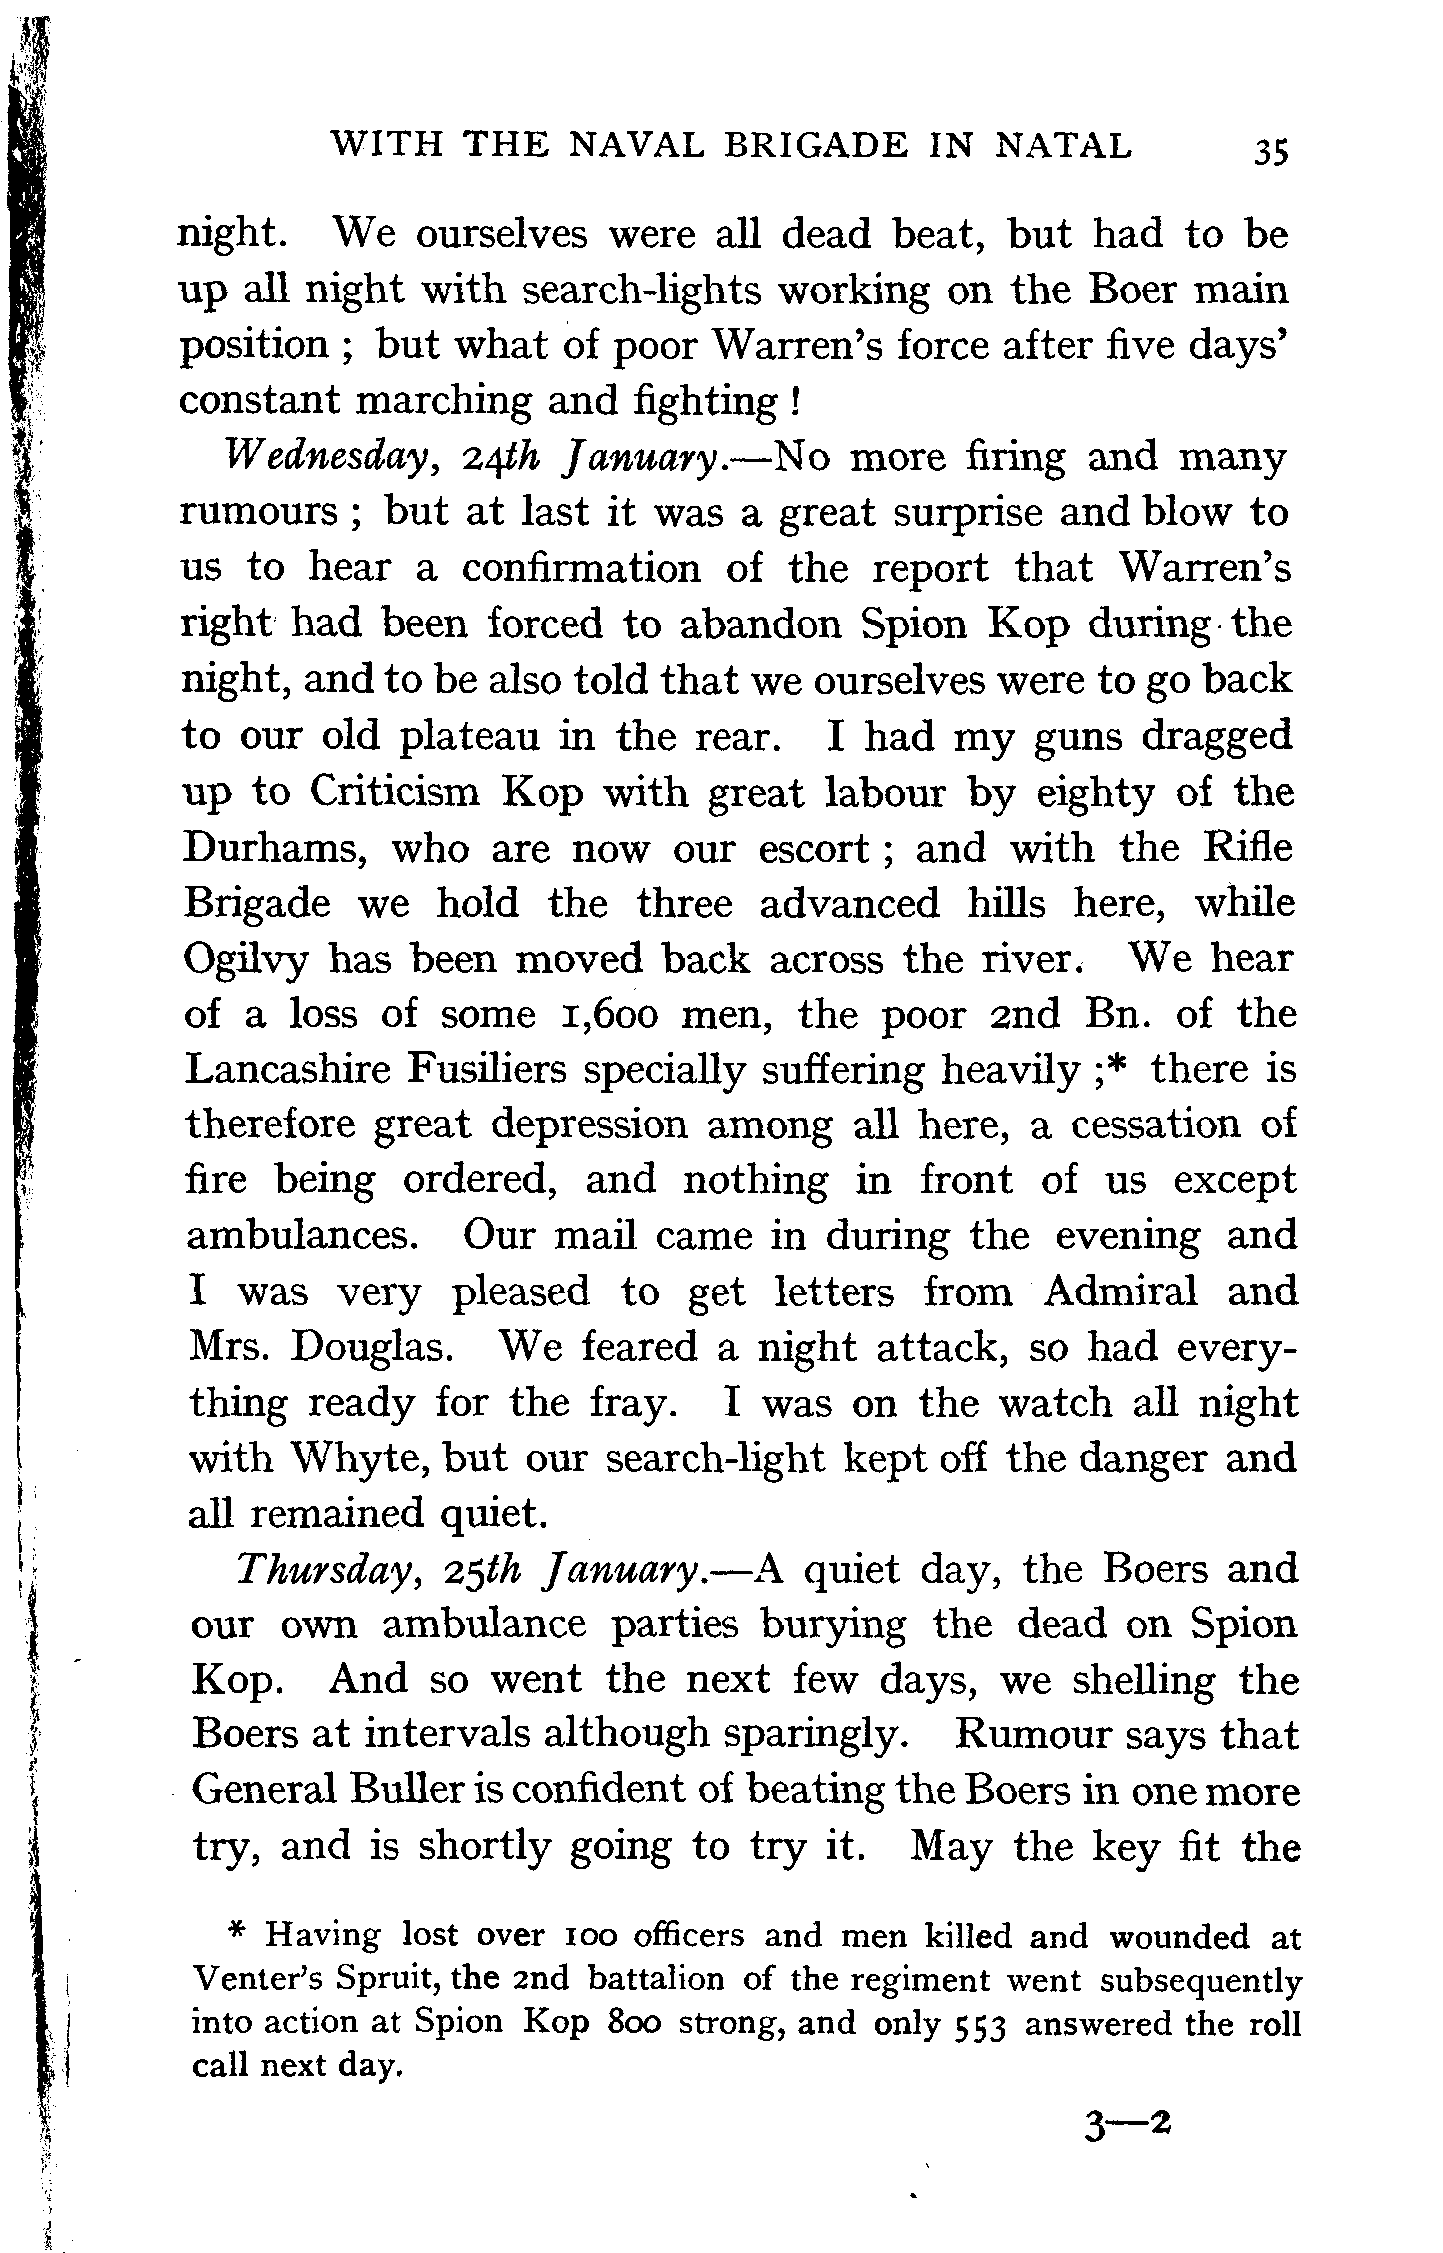 WITH THE NAVAL BRIGADE IN NATAL 35
night. We ourselves were all dead beat, but had to be
up all night with search-lights working on the Boer main
position ; but what of poor Warren's force after five days'
constant marching and fighting !
Wednesday, 24th January.—No more firing and many
rumours ; but at last it was a great surprise and blow to
us to hear a confirmation of the report that Warren's
right had been forced to abandon Spion Kop during the
night, and to be also told that we ourselves were to go back
to our old plateau in the rear. I had my guns dragged
up to Criticism Kop with great labour by eighty of the
Durhams, who are now our escort ; and with the Rifle
Brigade we hold the three advanced hills here, while
Ogilvy has been moved back across the river. We hear
of a loss of some 1,600 men, the poor 2nd Bn. of the
Lancashire Fusiliers specially suffering heavily ;* there is
therefore great depression among all here, a cessation of
fire being ordered, and nothing in front of us except
ambulances. Our mail came in during the evening and
I was very pleased to get letters from Admiral and
Mrs. Douglas. We feared a night attack, so had every-
thing ready for the fray. I was on the watch all night
with Whyte, but our search-light kept off the danger and
all remained quiet.
Thursday, 25th January.—A quiet day, the Boers and
our own ambulance parties burying the dead on Spion
Kop. And so went the next few days, we shelling the
Boers at intervals although sparingly. Rumour says that
General Buller is confident of beating the Boers in one more
try, and is shortly going to try it. May the key fit the
* Having lost over 100 officers and men killed and wounded at
Venter's Spruit, the 2nd battalion of the regiment went subsequently
into action at Spion Kop 800 strong, and only 553 answered the roll
call next day.
3—2